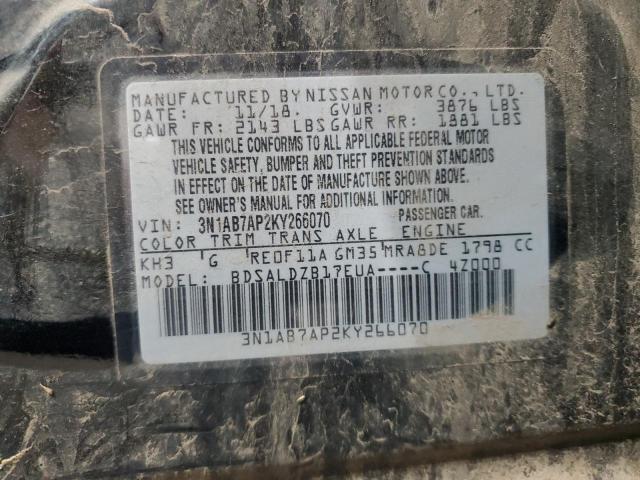 MANUFACTURED BY NISSAN MOTOR CO., LTD.
DATE: 11/18. GVWR: 3876 LBS
GAWR FR: 2143 LBS GAWR RR: 1881 LBS
THIS VEHICLE CONFORMS TO ALL APPLICABLE FEDERAL MOTOR
VEHICLE SAFETY, BUMPER AND THEFT PREVENTION STANDARDS
IN EFFECT ON THE DATE OF MANUFACTURE SHOWN ABOVE.
SEE OWNER'S MANUAL FOR ADDITIONAL INFORMATION.
VIN: 3N1AB7AP2KY266070 PASSENGER CAR.
COLOR TRIM TRANS AXLE ENGINE
KH3 G RE0F11A GM35 MRA8DE 1798 CC
MODEL: BDSALDZB17EUA----C 4Z000
3N1AB7AP2KY266070